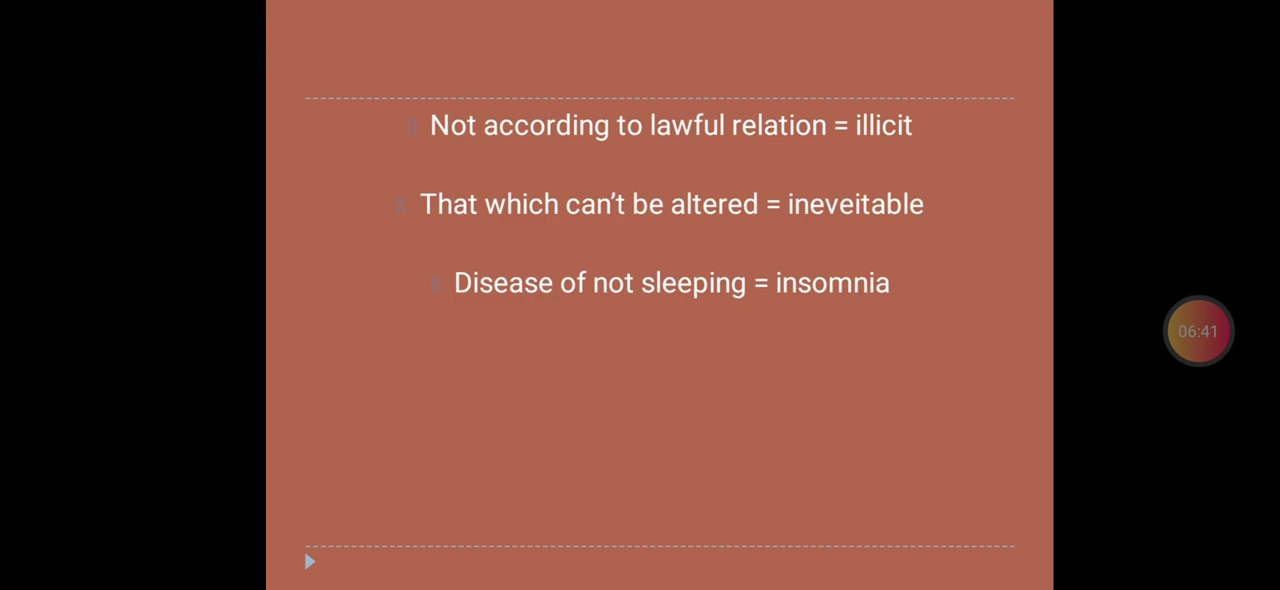 Not according to lawful relation = illicit
That which can’t be altered = ineveitable
Disease of not sleeping = insomnia
06:41